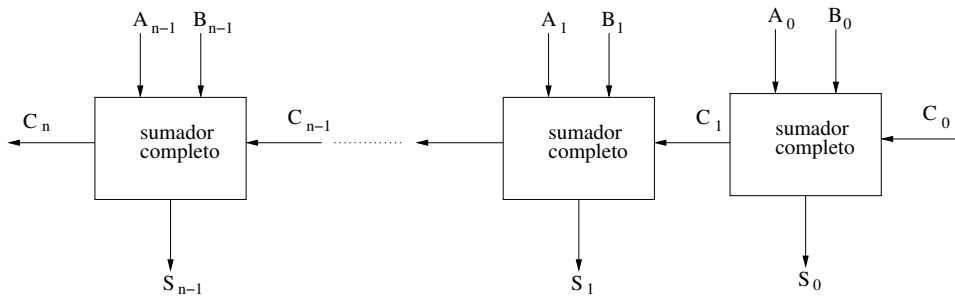 A n−1 B n−1 A 1 B 1 A 0 B 0
C n sumador completo C n−1 sumador completo C 1 sumador completo C 0
S n−1 S 1 S 0